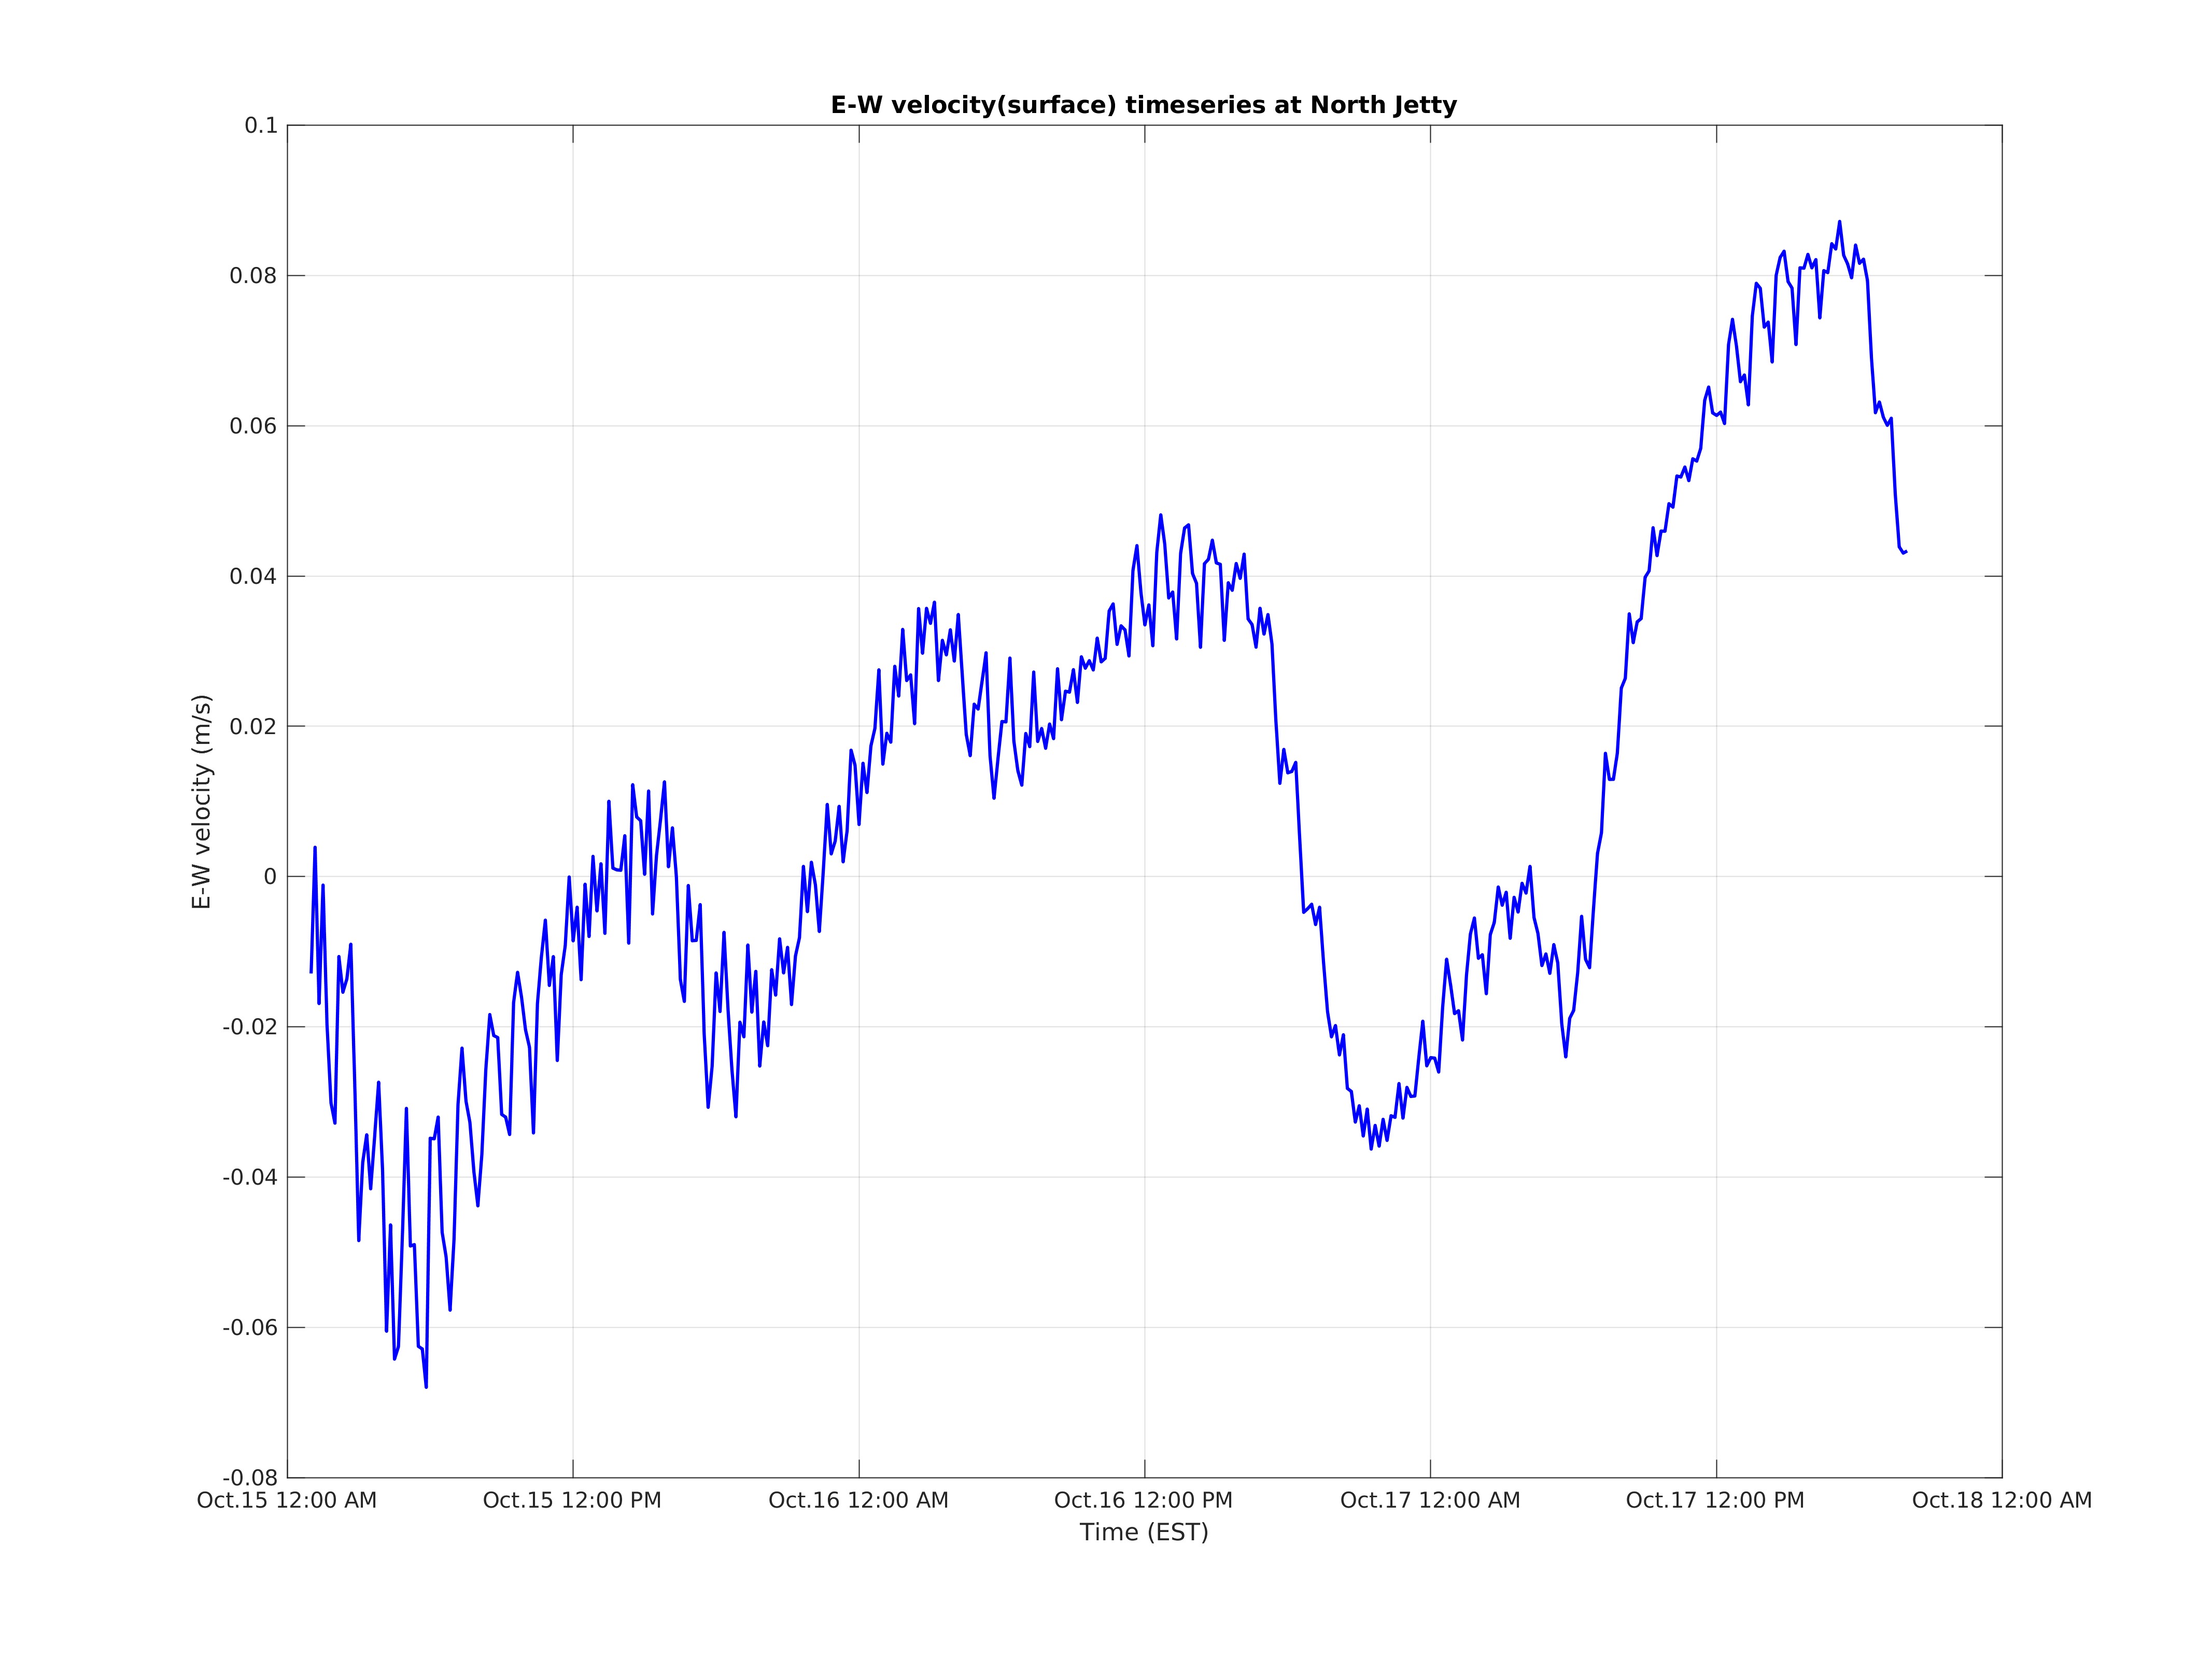 E-W velocity(surface) timeseries at North Jetty
0.1
0.08
0.06
0.04
0.02
0
-0.02
-0.04
-0.06
-0.08
E-W velocity (m/s)
Oct.15 12:00 AM
Oct.15 12:00 PM
Oct.16 12:00 AM
Oct.16 12:00 PM
Oct.17 12:00 AM
Oct.17 12:00 PM
Oct.18 12:00 AM
Time (EST)